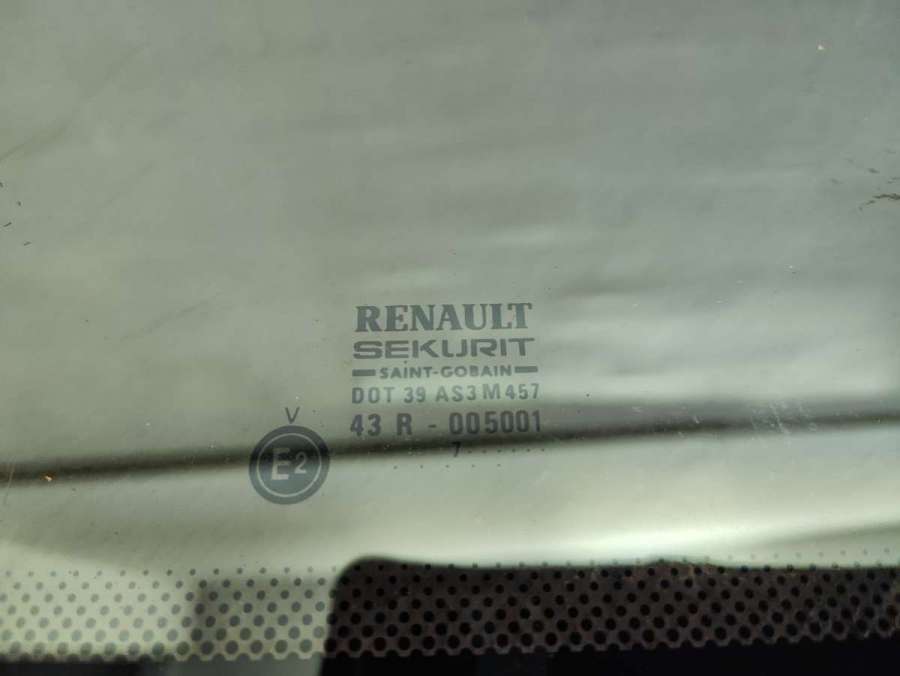 RENAULT
SEKURIT
SAINT-GOBAIN
DOT 39 AS3 M457
43 R - 005001
V
E2
. . . . 7 . . . . . .